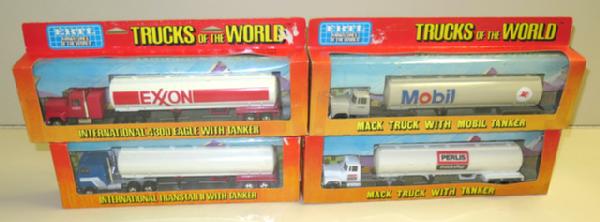 ERTL
TRUCKS OF THE WORLD
EXXON
INTERNATIONAL 4300 EAGLE WITH TANKER
ERTL
TRUCKS OF THE WORLD
Mobil
MACK TRUCK WITH MOBIL TANKER
INTERNATIONAL TRANSTAR II WITH TANKER
PERLIS
MACK TRUCK WITH TANKER